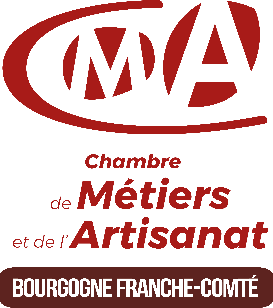 CMA
Chambre
de Métiers
et de l'Artisanat
BOURGOGNE FRANCHE-COMTÉ